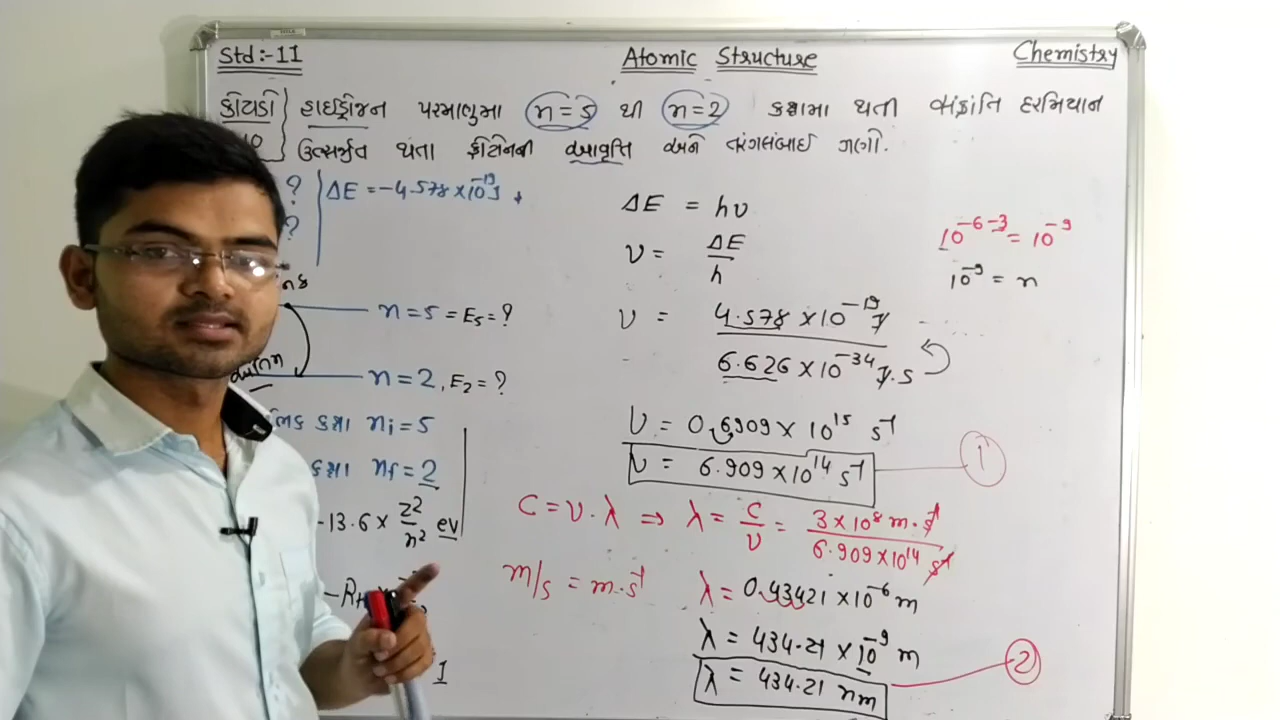 Std:-11 Atomic Structure Chemistry
કોયડો હાઈડ્રોજન પરમાણુમાં n=5 થી n=2 કક્ષામાં થતી સંક્રાંતિ દરમિયાન
10 ઉત્સર્જીત થતા ફોટોનની આવૃત્તિ અને તરંગલંબાઈ ગણો.
? ΔE = -4.578 × 10⁻¹⁹ J
?
n=5 = E₅ = ?
n=2, E₂ = ?
કક્ષા nᵢ = 5
કક્ષા n_f = 2
-13.6 × Z²/n² ev
ΔE = hυ
υ = ΔE/h
υ = 4.578 × 10⁻¹⁹ J / 6.626 × 10⁻³⁴ J.s
υ = 0.6909 × 10¹⁵ s⁻¹
υ = 6.909 × 10¹⁴ s⁻¹ 1
10⁻⁶⁻³ = 10⁻⁹
10⁻⁹ = n
C = υ.λ ⇒ λ = C/υ = 3×10⁸ m.s⁻¹ / 6.909×10¹⁴ s⁻¹
m/s = m.s⁻¹
λ = 0.43421 × 10⁻⁶ m
λ = 434.21 × 10⁻⁹ m
λ = 434.21 nm 2